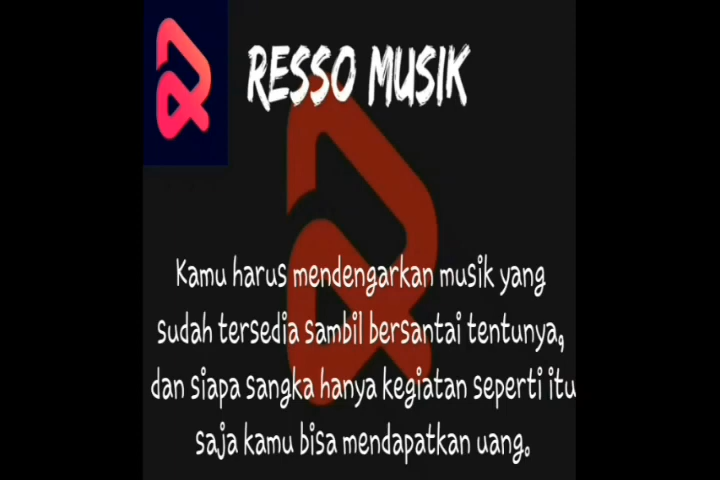 RESSO MUSIK
Kamu harus mendengarkan musik yang
sudah tersedia sambil bersantai tentunya,
dan siapa sangka hanya kegiatan seperti itu
saja kamu bisa mendapatkan uang.